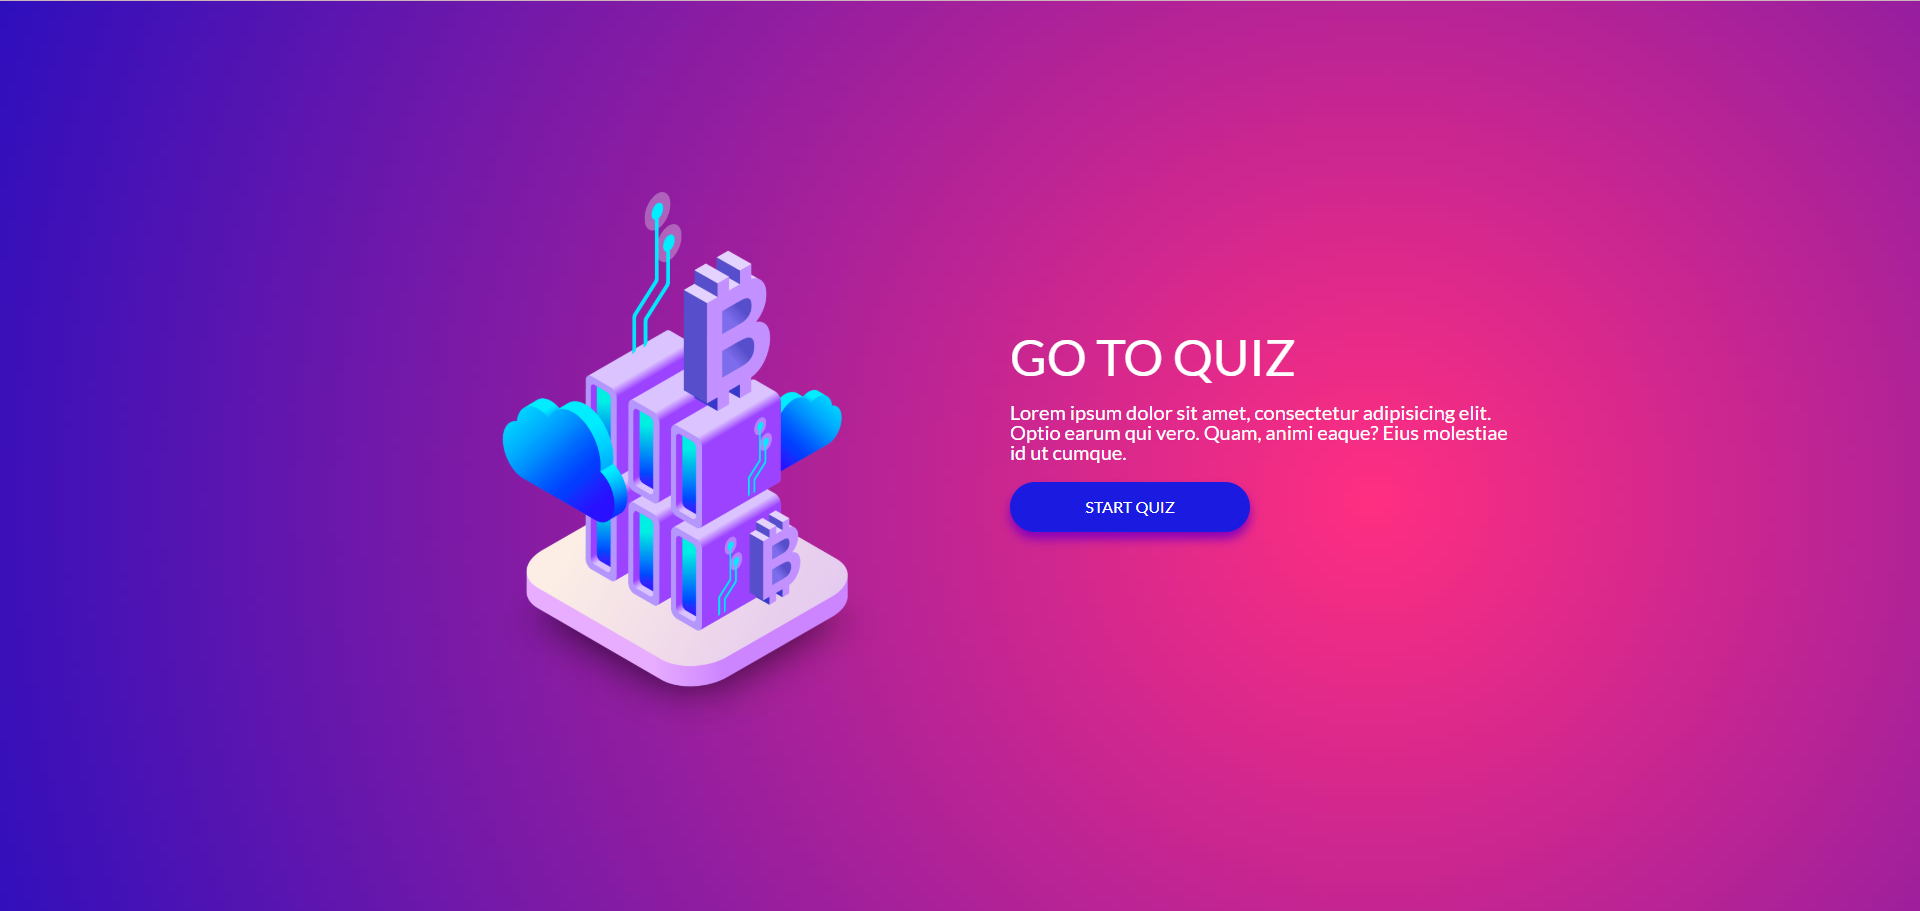 GO TO QUIZ
Lorem ipsum dolor sit amet, consectetur adipisicing elit.
Optio earum qui vero. Quam, animi eaque? Eius molestiae
id ut cumque.
START QUIZ